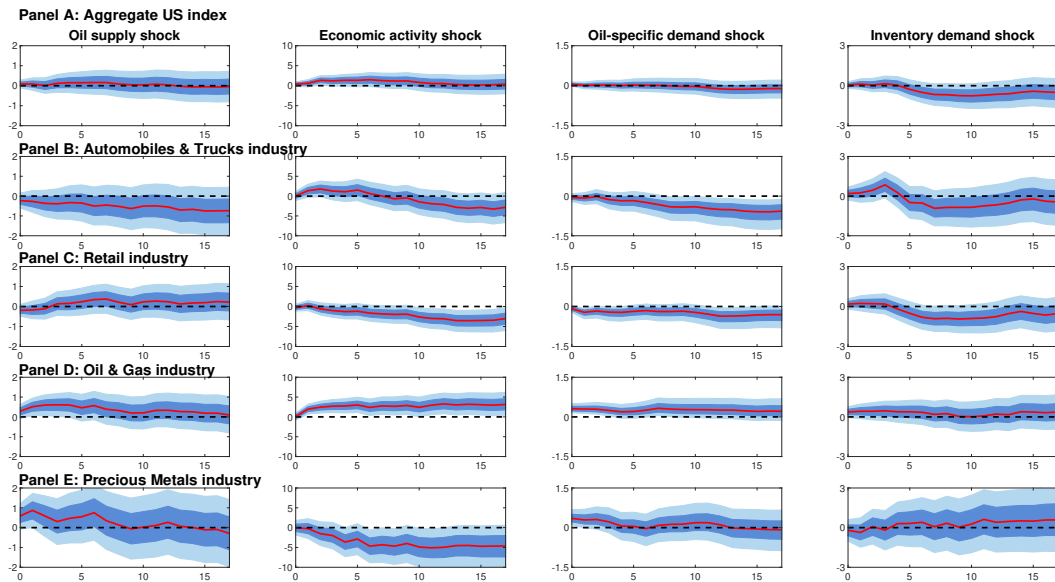 Panel A: Aggregate US index
Oil supply shock Economic activity shock Oil-specific demand shock Inventory demand shock
2 10 1.5 3
1 5
0 0 0 0
-1 -5
-2 -10 -1.5 -3
0 5 10 15 0 5 10 15 0 5 10 15 0 5 10 15
Panel B: Automobiles & Trucks industry
2 10 1.5 3
1 5
0 0 0 0
-1 -5
-2 -10 -1.5 -3
0 5 10 15 0 5 10 15 0 5 10 15 0 5 10 15
Panel C: Retail industry
2 10 1.5 3
1 5
0 0 0 0
-1 -5
-2 -10 -1.5 -3
0 5 10 15 0 5 10 15 0 5 10 15 0 5 10 15
Panel D: Oil & Gas industry
2 10 1.5 3
1 5
0 0 0 0
-1 -5
-2 -10 -1.5 -3
0 5 10 15 0 5 10 15 0 5 10 15 0 5 10 15
Panel E: Precious Metals industry
2 10 1.5 3
1 5
0 0 0 0
-1 -5
-2 -10 -1.5 -3
0 5 10 15 0 5 10 15 0 5 10 15 0 5 10 15